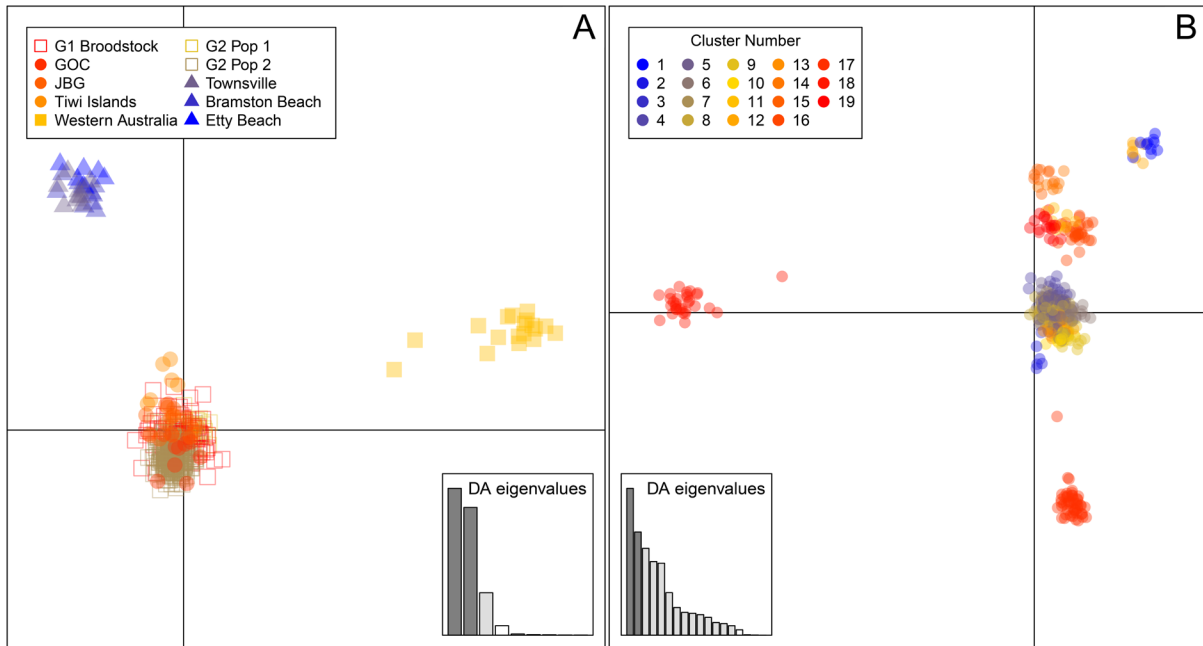 A
G1 Broodstock
GOC
JBG
Tiwi Islands
Western Australia
G2 Pop 1
G2 Pop 2
Townsville
Bramston Beach
Etty Beach
DA eigenvalues
B
Cluster Number
1 5 9 13 17
2 6 10 14 18
3 7 11 15 19
4 8 12 16
DA eigenvalues